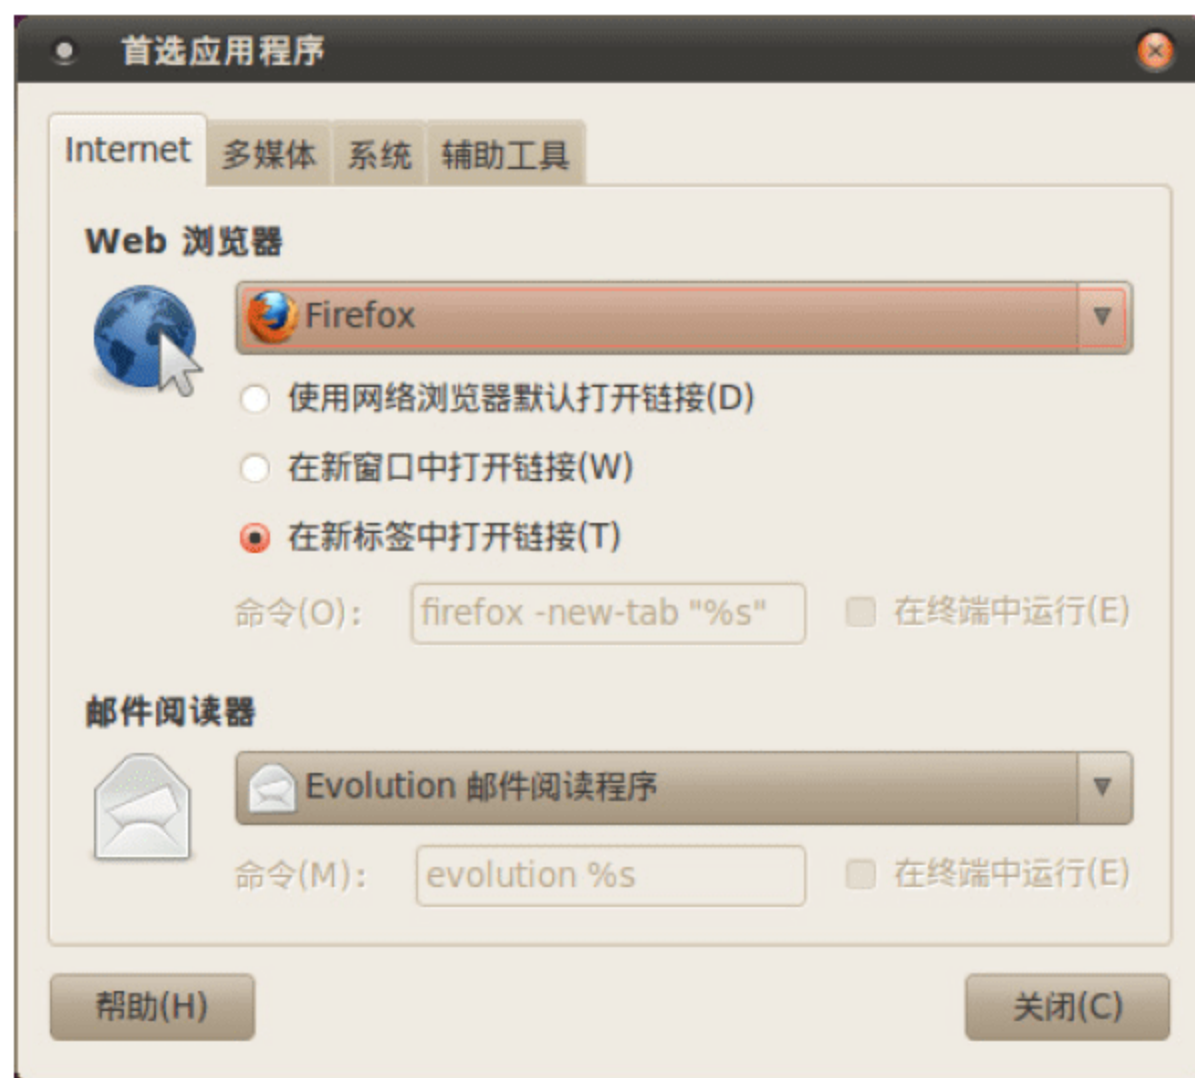 首选应用程序
Internet 多媒体 系统 辅助工具
Web 浏览器
Firefox
使用网络浏览器默认打开链接(D)
在新窗口中打开链接(W)
在新标签中打开链接(T)
命令(O): firefox -new-tab "%s" 在终端中运行(E)
邮件阅读器
Evolution 邮件阅读程序
命令(M): evolution %s 在终端中运行(E)
帮助(H) 关闭(C)